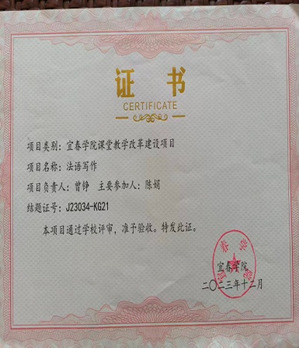 证书
CERTIFICATE
项目类别：宜春学院课堂教学改革建设项目
项目名称：法语写作
项目负责人：曾铮 主要参加人：陈娟
结题证号：J23034-KG21
本项目通过学校评审，准予验收。特发此证。
宜春学院
二〇二三年十二月